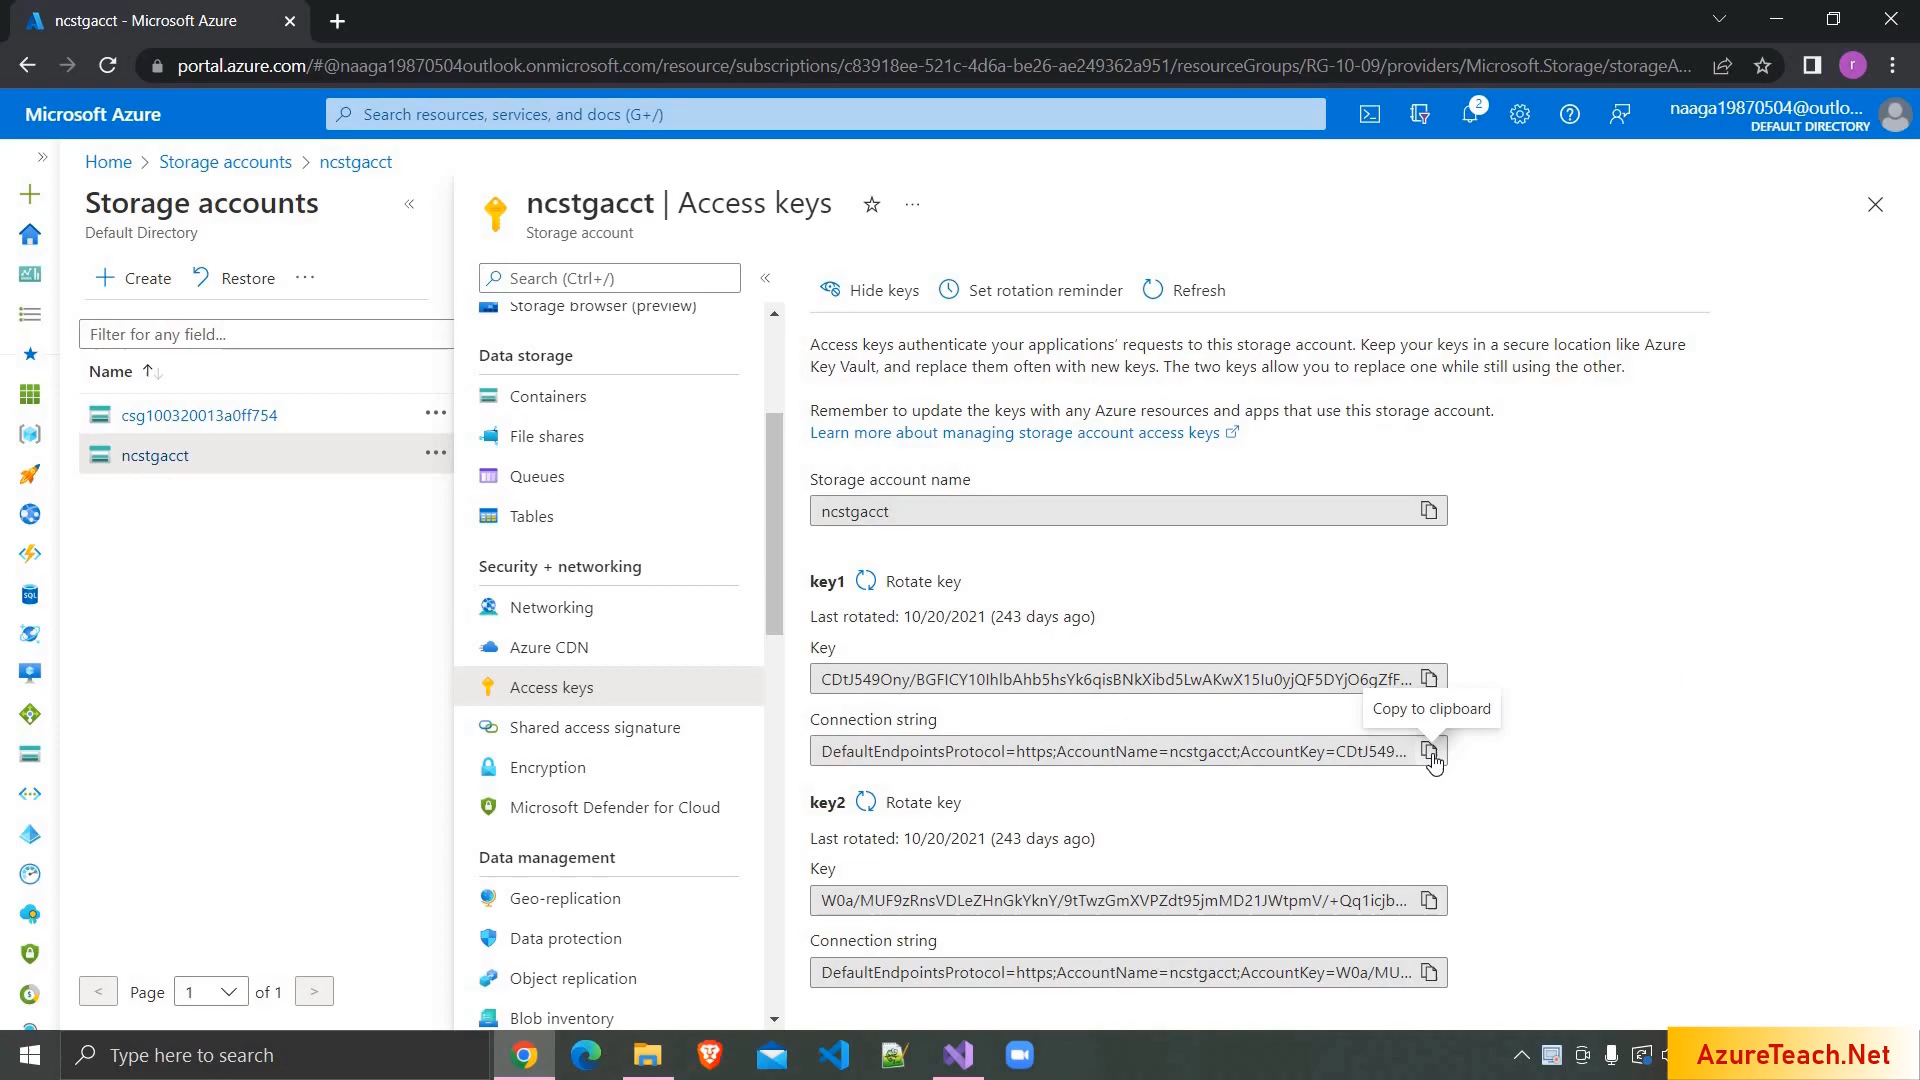 ncstgacct - Microsoft Azure
portal.azure.com/#@naaga19870504outlook.onmicrosoft.com/resource/subscriptions/c83918ee-521c-4d6a-be26-ae249362a951/resourceGroups/RG-10-09/providers/Microsoft.Storage/storageA...
r
Microsoft Azure
Search resources, services, and docs (G+/)
2
naaga19870504@outlo...
DEFAULT DIRECTORY
Home > Storage accounts > ncstgacct
Storage accounts
Default Directory
Create
Restore
Filter for any field...
Name
csg100320013a0ff754
ncstgacct
< Page 1 of 1 >
ncstgacct | Access keys
Storage account
Search (Ctrl+/)
Storage browser (preview)
Data storage
Containers
File shares
Queues
Tables
Security + networking
Networking
Azure CDN
Access keys
Shared access signature
Encryption
Microsoft Defender for Cloud
Data management
Geo-replication
Data protection
Object replication
Blob inventory
Hide keys
Set rotation reminder
Refresh
Access keys authenticate your applications' requests to this storage account. Keep your keys in a secure location like Azure
Key Vault, and replace them often with new keys. The two keys allow you to replace one while still using the other.
Remember to update the keys with any Azure resources and apps that use this storage account.
Learn more about managing storage account access keys
Storage account name
ncstgacct
key1 Rotate key
Last rotated: 10/20/2021 (243 days ago)
Key
CDtJ549Ony/BGFICY10IhlbAhb5hsYk6qisBNkXibd5LwAKwX15Iu0yjQF5DYjO6gZfF...
Copy to clipboard
Connection string
DefaultEndpointsProtocol=https;AccountName=ncstgacct;AccountKey=CDtJ549...
key2 Rotate key
Last rotated: 10/20/2021 (243 days ago)
Key
W0a/MUF9zRnsVDLeZHnGkYknY/9tTwzGmXVPZdt95jmMD21JWtpmV/+Qq1icjb...
Connection string
DefaultEndpointsProtocol=https;AccountName=ncstgacct;AccountKey=W0a/MU...
SQL
Type here to search
AzureTeach.Net